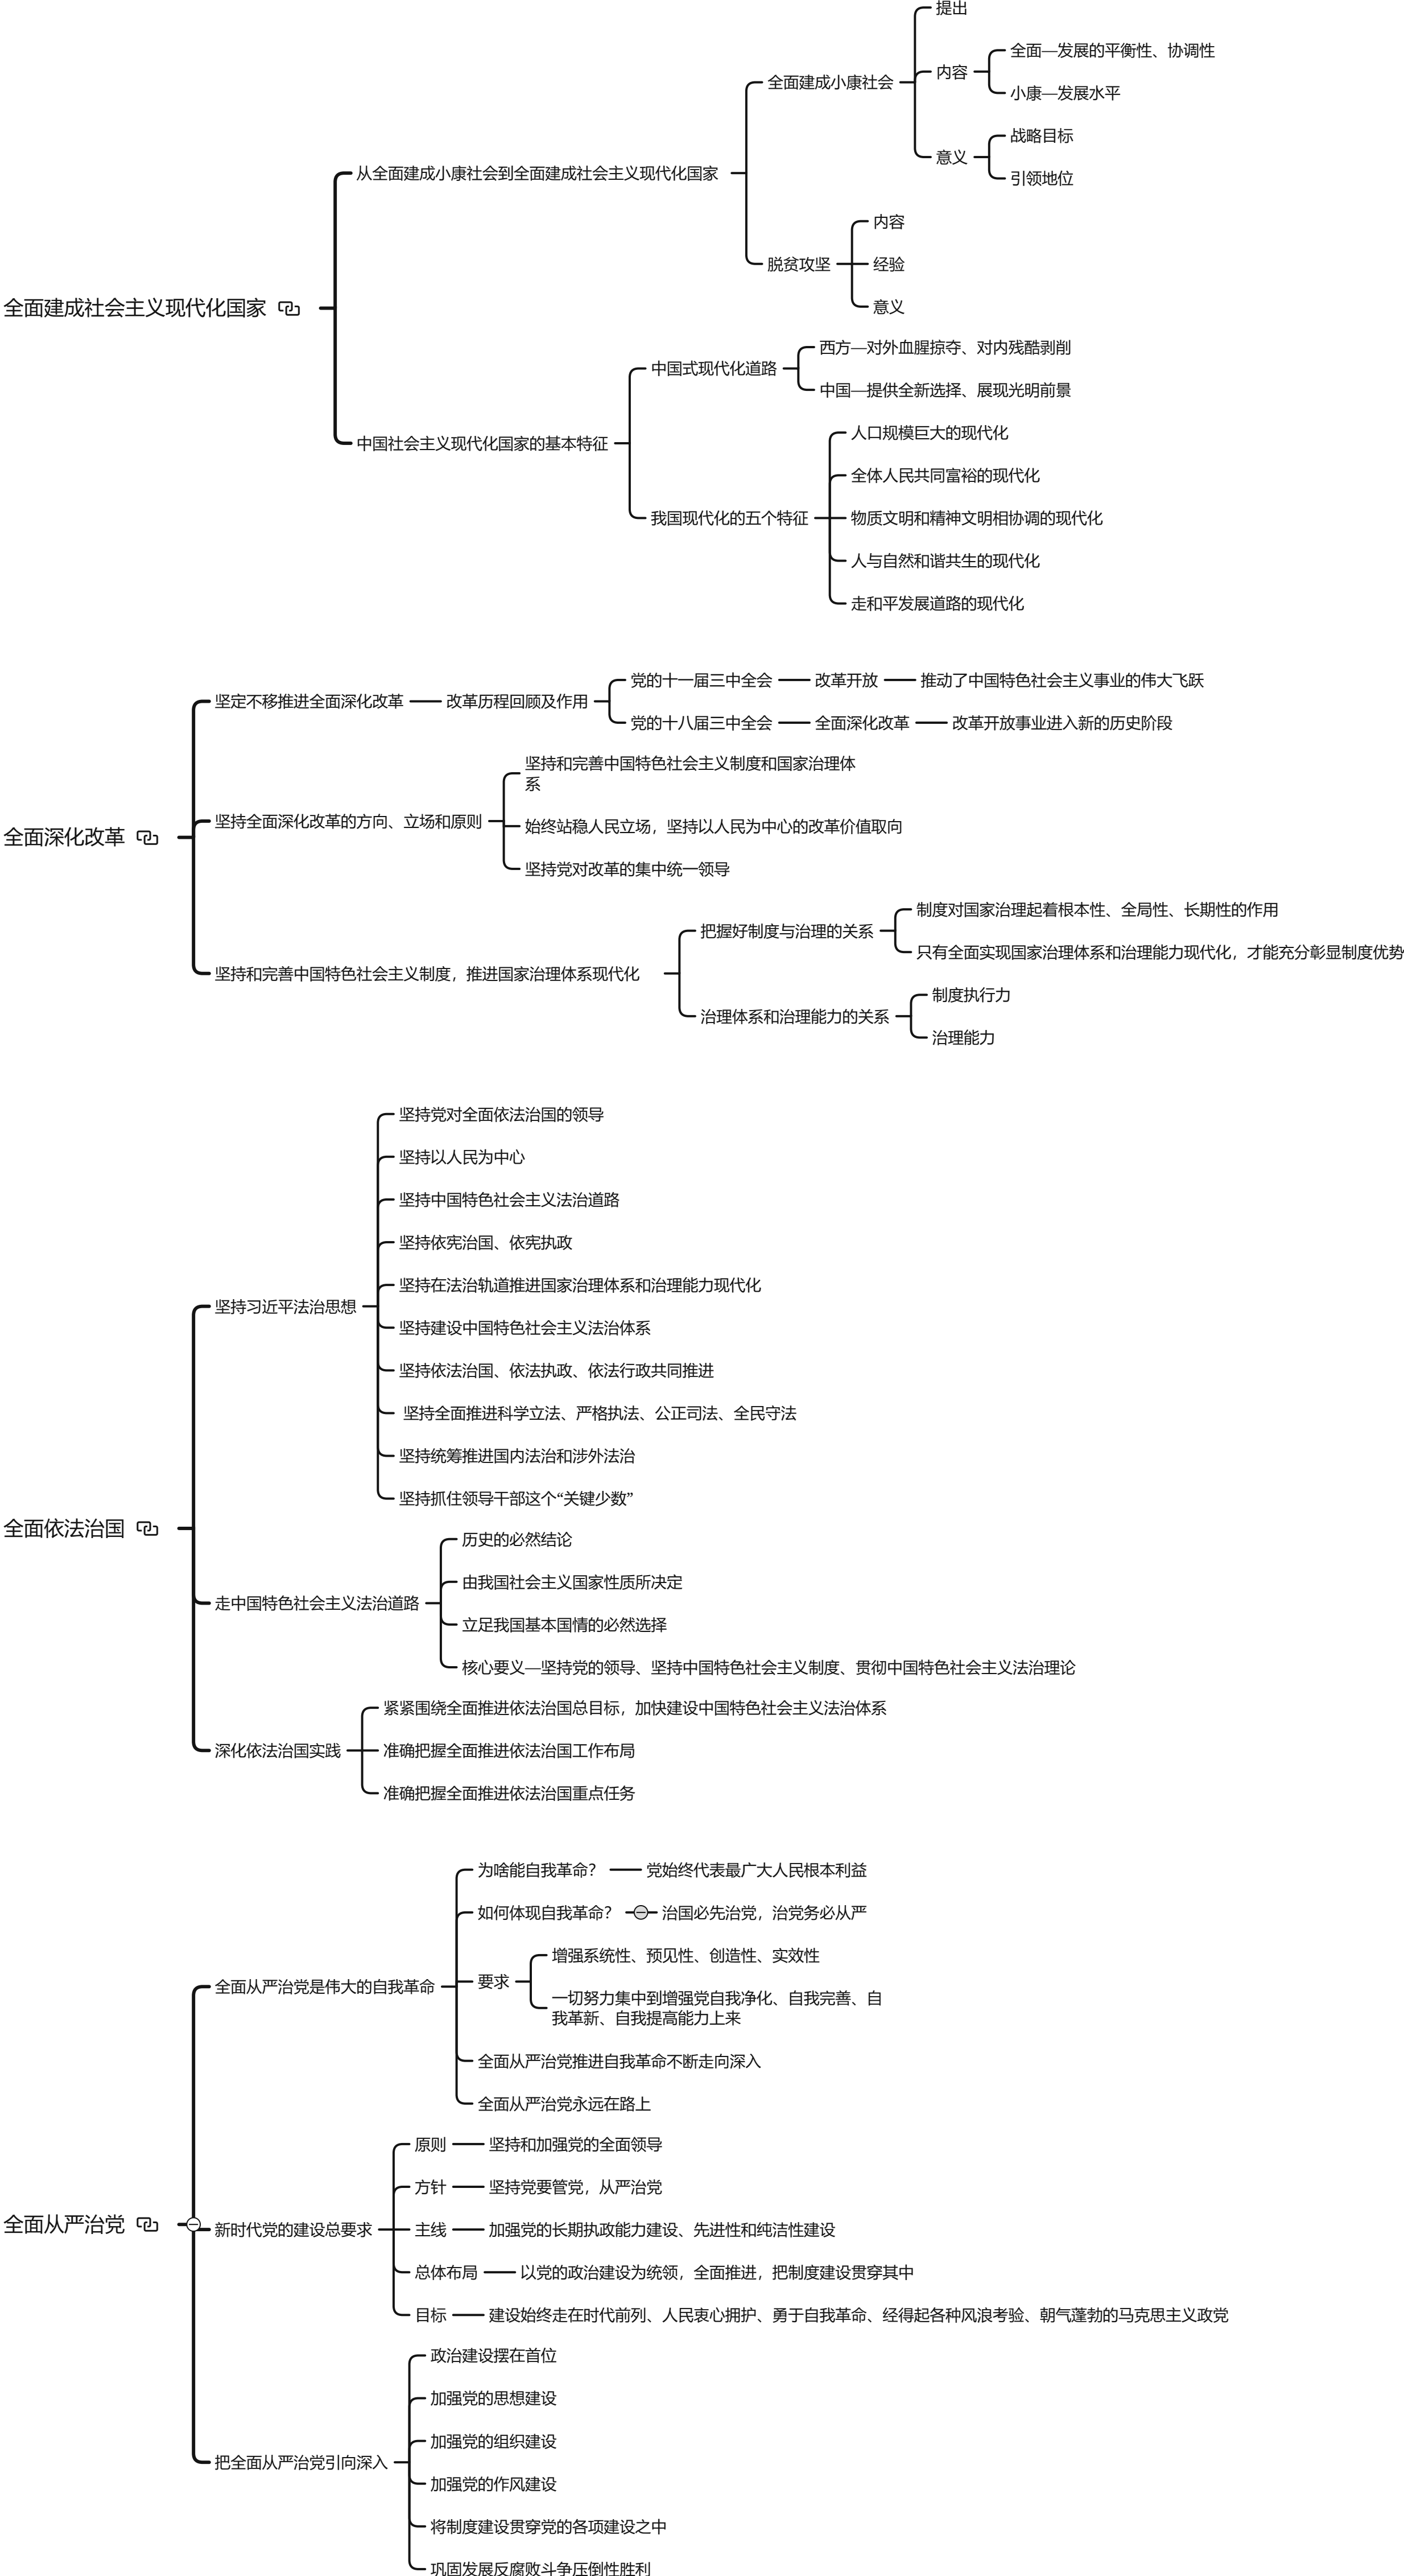 全面建成社会主义现代化国家
从全面建成小康社会到全面建成社会主义现代化国家
全面建成小康社会
提出
内容
全面—发展的平衡性、协调性
小康—发展水平
意义
战略目标
引领地位
脱贫攻坚
内容
经验
意义
中国社会主义现代化国家的基本特征
中国式现代化道路
西方—对外血腥掠夺、对内残酷剥削
中国—提供全新选择、展现光明前景
我国现代化的五个特征
人口规模巨大的现代化
全体人民共同富裕的现代化
物质文明和精神文明相协调的现代化
人与自然和谐共生的现代化
走和平发展道路的现代化
全面深化改革
坚定不移推进全面深化改革
改革历程回顾及作用
党的十一届三中全会
改革开放
推动了中国特色社会主义事业的伟大飞跃
党的十八届三中全会
全面深化改革
改革开放事业进入新的历史阶段
坚持全面深化改革的方向、立场和原则
坚持和完善中国特色社会主义制度和国家治理体
系
始终站稳人民立场，坚持以人民为中心的改革价值取向
坚持党对改革的集中统一领导
坚持和完善中国特色社会主义制度，推进国家治理体系现代化
把握好制度与治理的关系
制度对国家治理起着根本性、全局性、长期性的作用
只有全面实现国家治理体系和治理能力现代化，才能充分彰显制度优势
治理体系和治理能力的关系
制度执行力
治理能力
全面依法治国
坚持习近平法治思想
坚持党对全面依法治国的领导
坚持以人民为中心
坚持中国特色社会主义法治道路
坚持依宪治国、依宪执政
坚持在法治轨道推进国家治理体系和治理能力现代化
坚持建设中国特色社会主义法治体系
坚持依法治国、依法执政、依法行政共同推进
坚持全面推进科学立法、严格执法、公正司法、全民守法
坚持统筹推进国内法治和涉外法治
坚持抓住领导干部这个“关键少数”
走中国特色社会主义法治道路
历史的必然结论
由我国社会主义国家性质所决定
立足我国基本国情的必然选择
核心要义—坚持党的领导、坚持中国特色社会主义制度、贯彻中国特色社会主义法治理论
深化依法治国实践
紧紧围绕全面推进依法治国总目标，加快建设中国特色社会主义法治体系
准确把握全面推进依法治国工作布局
准确把握全面推进依法治国重点任务
全面从严治党
全面从严治党是伟大的自我革命
为啥能自我革命？
党始终代表最广大人民根本利益
如何体现自我革命？
治国必先治党，治党务必从严
要求
增强系统性、预见性、创造性、实效性
一切努力集中到增强党自我净化、自我完善、自
我革新、自我提高能力上来
全面从严治党推进自我革命不断走向深入
全面从严治党永远在路上
新时代党的建设总要求
原则
坚持和加强党的全面领导
方针
坚持党要管党，从严治党
主线
加强党的长期执政能力建设、先进性和纯洁性建设
总体布局
以党的政治建设为统领，全面推进，把制度建设贯穿其中
目标
建设始终走在时代前列、人民衷心拥护、勇于自我革命、经得起各种风浪考验、朝气蓬勃的马克思主义政党
把全面从严治党引向深入
政治建设摆在首位
加强党的思想建设
加强党的组织建设
加强党的作风建设
将制度建设贯穿党的各项建设之中
巩固发展反腐败斗争压倒性胜利